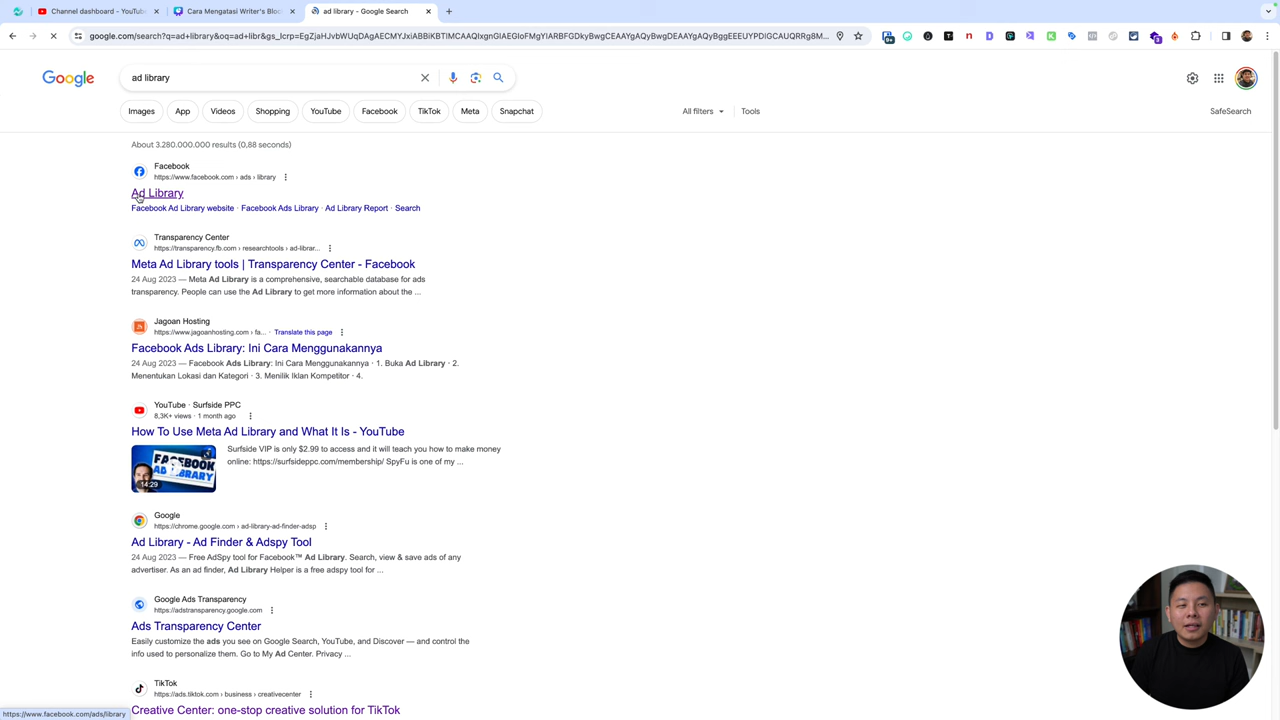 Channel dashboard - YouTube
Cara Mengatasi Writer's Bloc
ad library - Google Search
google.com/search?q=ad+library&oq=ad+libr&gs_lcrp=EgZjaHJvbWUqDAgAECMYJxiABBiKBTIMCAAQIxgnGIAEGIoFMgYIARBFGDkyBwgCEAAYgAQyBwgDEAAYgAQyBggEEEUYPDIGCAUQRRg8M...
Google
ad library
Images
App
Videos
Shopping
YouTube
Facebook
TikTok
Meta
Snapchat
All filters
Tools
SafeSearch
About 3.280.000.000 results (0,88 seconds)
Facebook
https://www.facebook.com › ads › library
Ad Library
Facebook Ad Library website · Facebook Ads Library · Ad Library Report · Search
Transparency Center
https://transparency.fb.com › researchtools › ad-librar...
Meta Ad Library tools | Transparency Center - Facebook
24 Aug 2023 — Meta Ad Library is a comprehensive, searchable database for ads
transparency. People can use the Ad Library to get more information about the ...
Jagoan Hosting
https://www.jagoanhosting.com › fa... · Translate this page
Facebook Ads Library: Ini Cara Menggunakannya
24 Aug 2023 — Facebook Ads Library: Ini Cara Menggunakannya · 1. Buka Ad Library · 2.
Menentukan Lokasi dan Kategori · 3. Menilik Iklan Kompetitor · 4.
YouTube · Surfside PPC
8,3K+ views · 1 month ago
How To Use Meta Ad Library and What It Is - YouTube
Surfside VIP is only $2.99 to access and it will teach you how to make money
online: https://surfsideppc.com/membership/ SpyFu is one of my ...
FACEBOOK
AD LIBRARY
14:29
Google
https://chrome.google.com › ad-library-ad-finder-adsp
Ad Library - Ad Finder & Adspy Tool
24 Aug 2023 — Free AdSpy tool for Facebook™ Ad Library. Search, view & save ads of any
advertiser. As an ad finder, Ad Library Helper is a free adspy tool for ...
Google Ads Transparency
https://adstransparency.google.com
Ads Transparency Center
Easily customize the ads you see on Google Search, YouTube, and Discover — and control the
info used to personalize them. Go to My Ad Center. Privacy ...
TikTok
https://ads.tiktok.com › business › creativecenter
Creative Center: one-stop creative solution for TikTok
https://www.facebook.com/ads/library